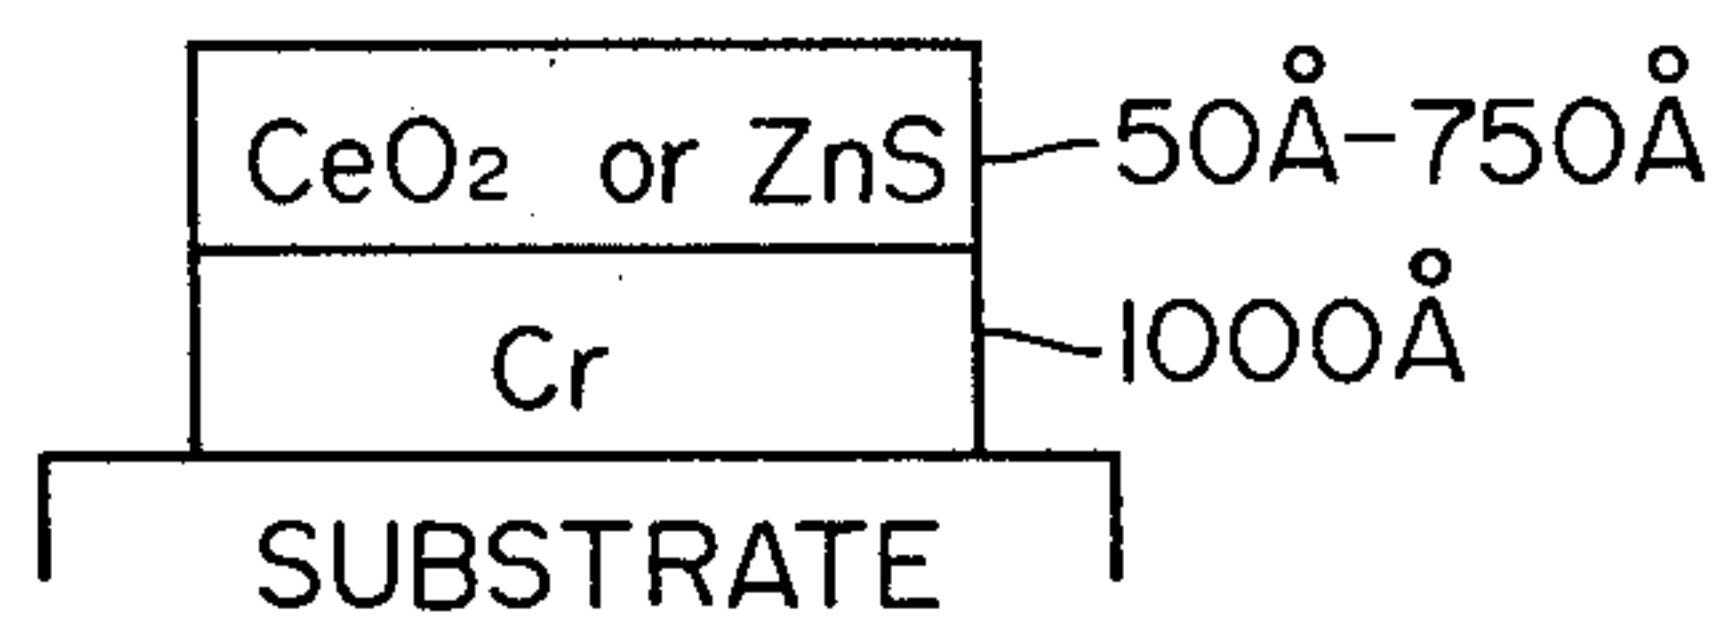 CeO₂ or ZnS
50Å-750Å
Cr
1000Å
SUBSTRATE